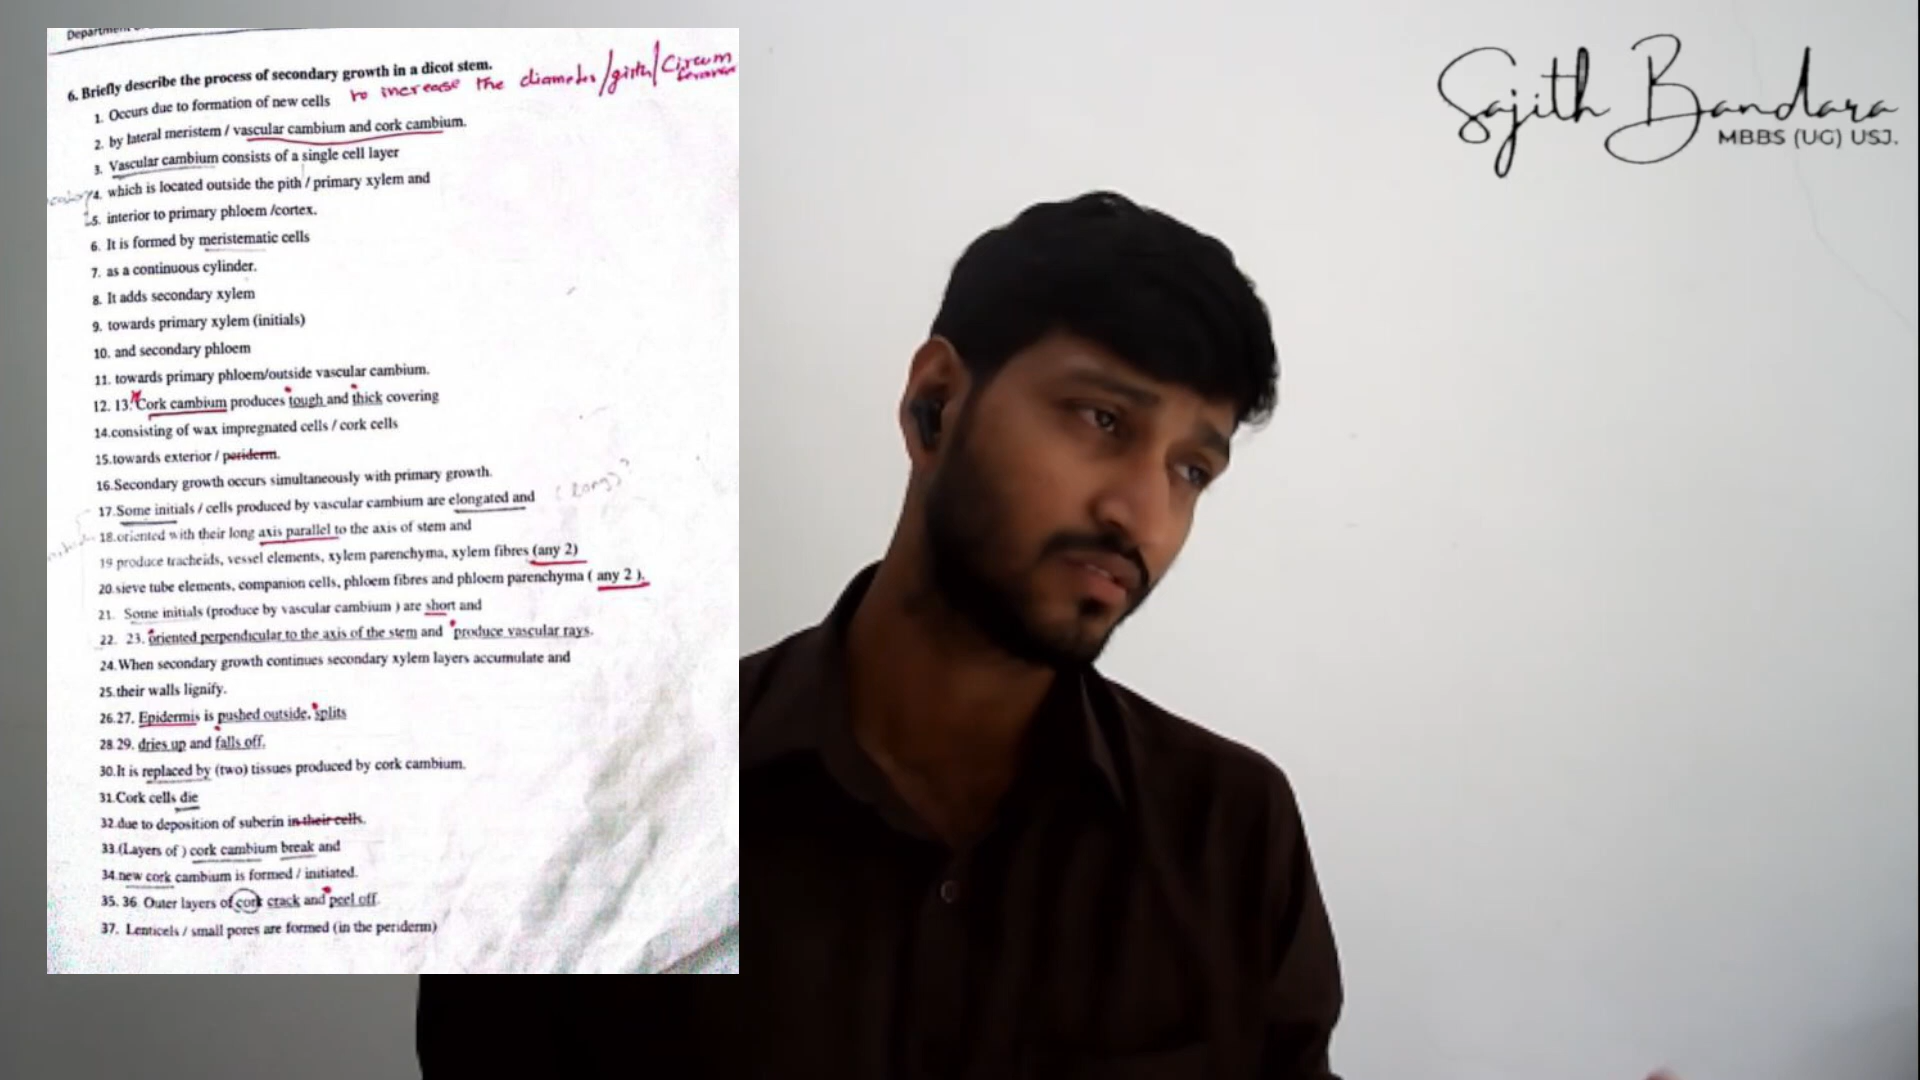 6. Briefly describe the process of secondary growth in a dicot stem.
1. Occurs due to formation of new cells to increase the diameter/girth/Circum
2. by lateral meristem / vascular cambium and cork cambium.
3. Vascular cambium consists of a single cell layer
4. which is located outside the pith / primary xylem and
5. interior to primary phloem /cortex.
6. It is formed by meristematic cells
7. as a continuous cylinder.
8. It adds secondary xylem
9. towards primary xylem (initials)
10. and secondary phloem
11. towards primary phloem/outside vascular cambium.
12. 13. Cork cambium produces tough and thick covering
14.consisting of wax impregnated cells / cork cells
15.towards exterior / periderm.
16.Secondary growth occurs simultaneously with primary growth.
17.Some initials / cells produced by vascular cambium are elongated and (long)?
18.oriented with their long axis parallel to the axis of stem and
19 produce tracheids, vessel elements, xylem parenchyma, xylem fibres (any 2)
20.sieve tube elements, companion cells, phloem fibres and phloem parenchyma ( any 2 ).
21. Some initials (produce by vascular cambium ) are short and
22. 23. oriented perpendicular to the axis of the stem and produce vascular rays.
24.When secondary growth continues secondary xylem layers accumulate and
25.their walls lignify.
26.27. Epidermis is pushed outside, splits
28.29. dries up and falls off.
30.It is replaced by (two) tissues produced by cork cambium.
31.Cork cells die
32.due to deposition of suberin in their cells.
33.(Layers of ) cork cambium break and
34.new cork cambium is formed / initiated.
35. 36. Outer layers of cork crack and peel off.
37. Lenticels / small pores are formed (in the periderm)
Sajith Bandara
MBBS (UG) USJ.